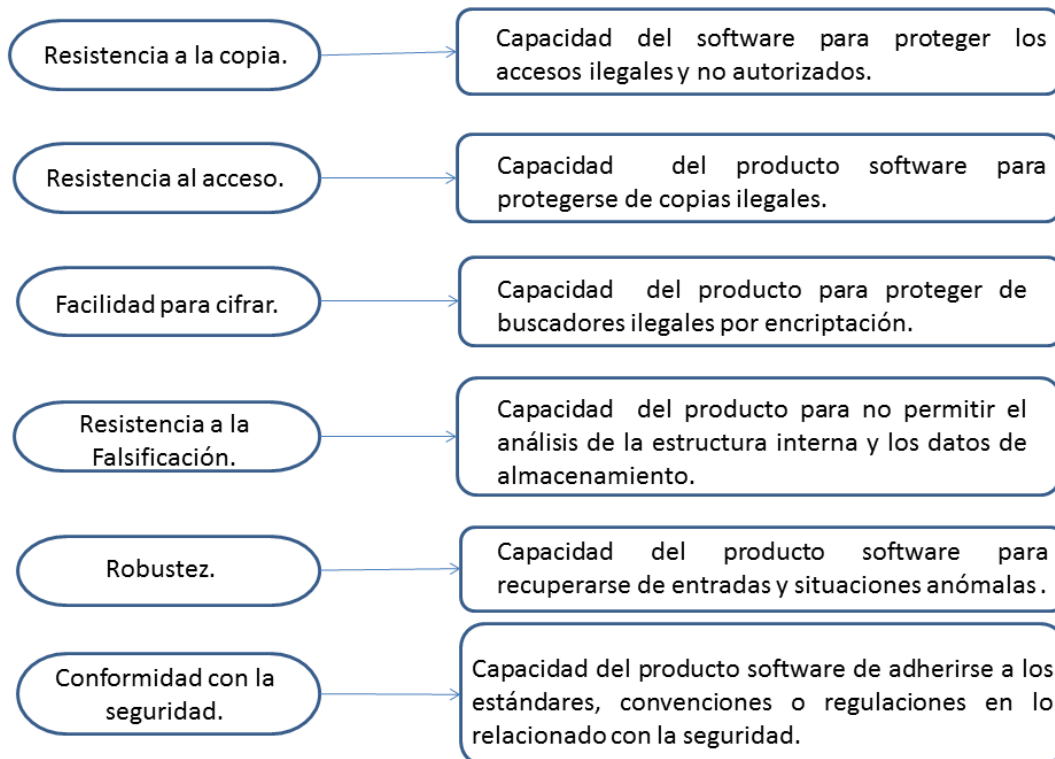 Resistencia a la copia.
Capacidad del software para proteger los
accesos ilegales y no autorizados.
Resistencia al acceso.
Capacidad del producto software para
protegerse de copias ilegales.
Facilidad para cifrar.
Capacidad del producto para proteger de
buscadores ilegales por encriptación.
Resistencia a la
Falsificación.
Capacidad del producto para no permitir el
análisis de la estructura interna y los datos de
almacenamiento.
Robustez.
Capacidad del producto software para
recuperarse de entradas y situaciones anómalas .
Conformidad con la
seguridad.
Capacidad del producto software de adherirse a los
estándares, convenciones o regulaciones en lo
relacionado con la seguridad.